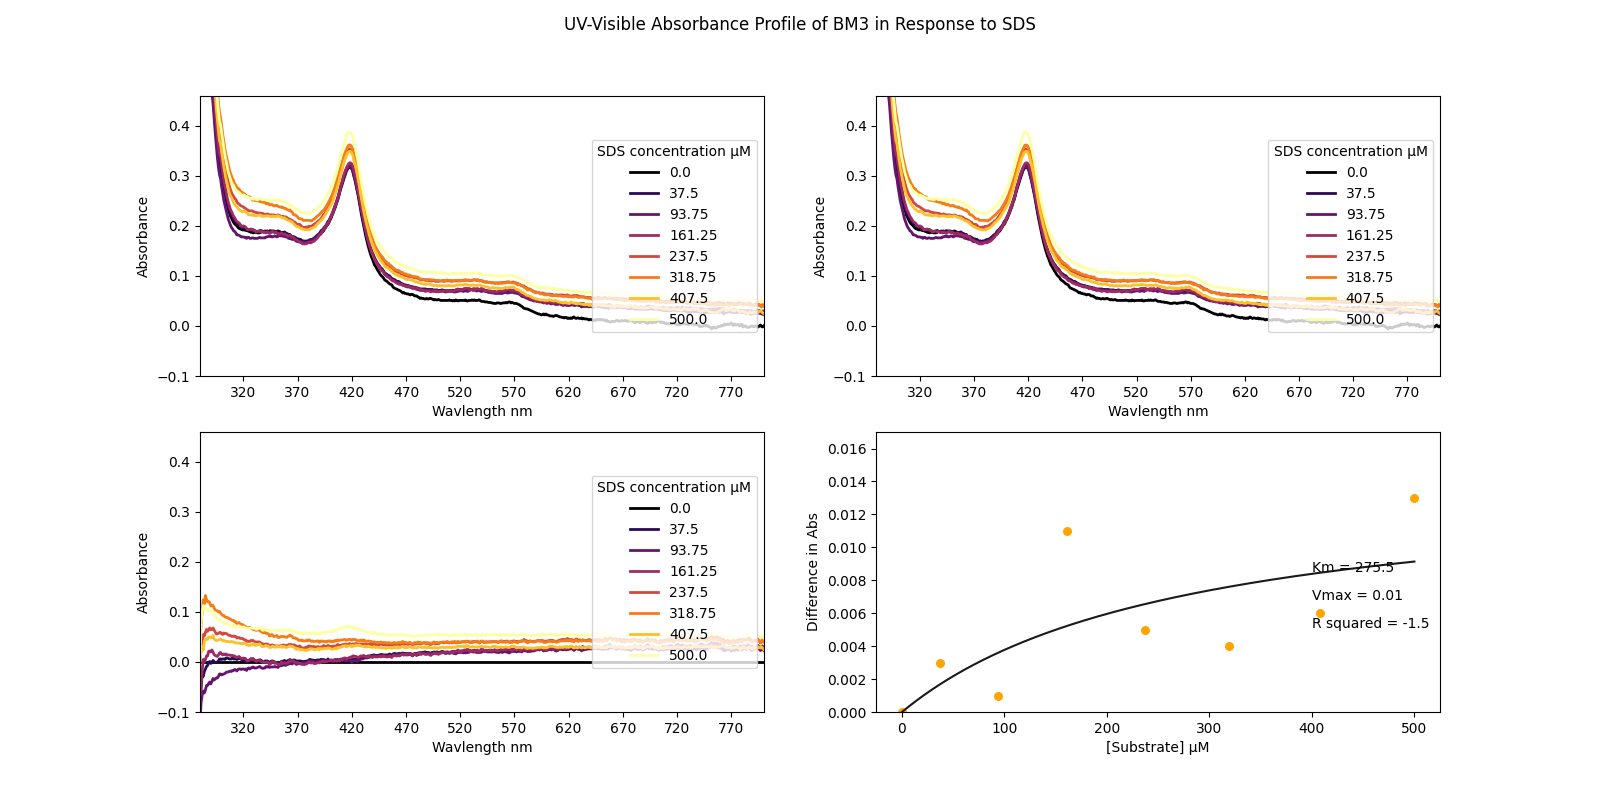 UV-Visible Absorbance Profile of BM3 in Response to SDS
Absorbance
0.4
0.3
0.2
0.1
0.0
−0.1
SDS concentration μM
0.0
37.5
93.75
161.25
237.5
318.75
407.5
500.0
320 370 420 470 520 570 620 670 720 770
Wavlength nm
Absorbance
0.4
0.3
0.2
0.1
0.0
−0.1
SDS concentration μM
0.0
37.5
93.75
161.25
237.5
318.75
407.5
500.0
320 370 420 470 520 570 620 670 720 770
Wavlength nm
Absorbance
0.4
0.3
0.2
0.1
0.0
−0.1
SDS concentration μM
0.0
37.5
93.75
161.25
237.5
318.75
407.5
500.0
320 370 420 470 520 570 620 670 720 770
Wavlength nm
Difference in Abs
0.016
0.014
0.012
0.010
0.008
0.006
0.004
0.002
0.000
Km = 275.5
Vmax = 0.01
R squared = -1.5
0 100 200 300 400 500
[Substrate] μM